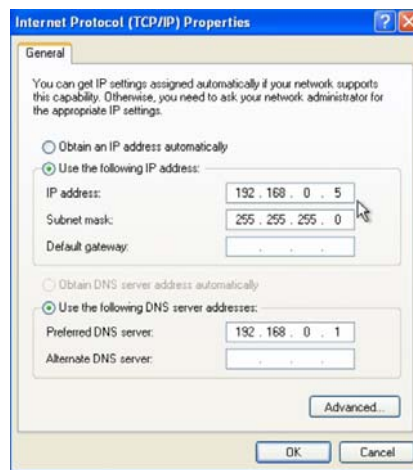 Internet Protocol (TCP/IP) Properties
General
You can get IP settings assigned automatically if your network supports
this capability. Otherwise, you need to ask your network administrator for
the appropriate IP settings.
Obtain an IP address automatically
Use the following IP address:
IP address: 192 . 168 . 0 . 5
Subnet mask: 255 . 255 . 255 . 0
Default gateway: . . .
Obtain DNS server address automatically
Use the following DNS server addresses:
Preferred DNS server: 192 . 168 . 0 . 1
Alternate DNS server: . . .
Advanced...
OK Cancel